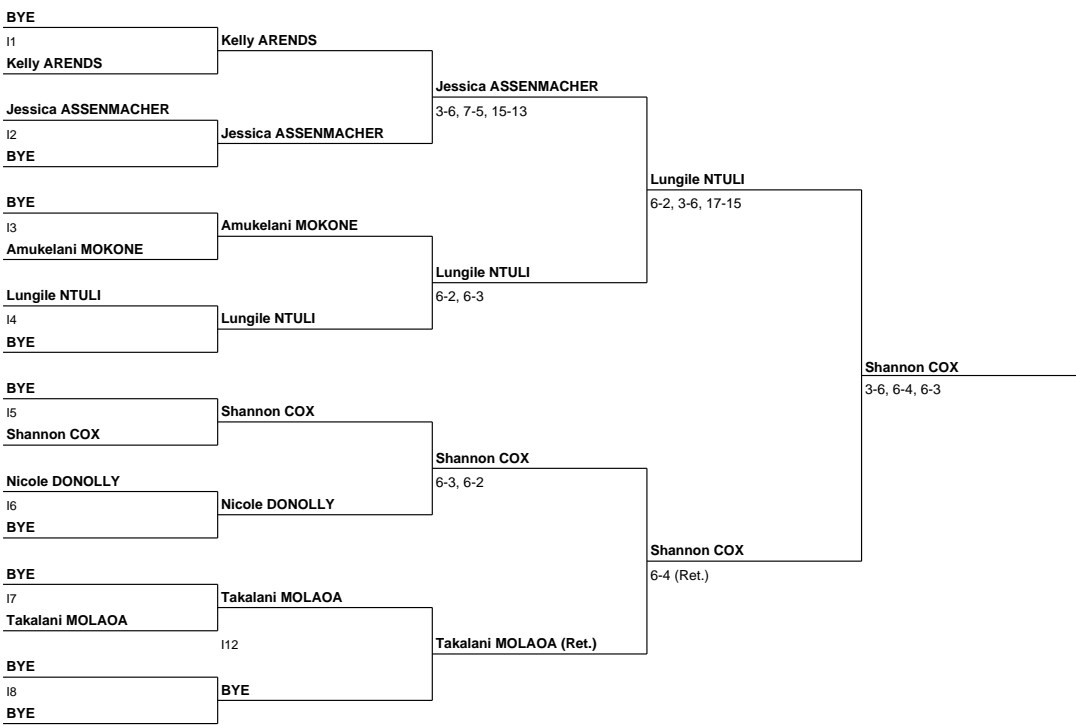 BYE
I1
Kelly ARENDS
Jessica ASSENMACHER
I2
BYE
BYE
I3
Amukelani MOKONE
Lungile NTULI
I4
BYE
BYE
I5
Shannon COX
Nicole DONOLLY
I6
BYE
BYE
I7
Takalani MOLAOA
BYE
I8
BYE
Kelly ARENDS
Jessica ASSENMACHER
Amukelani MOKONE
Lungile NTULI
Shannon COX
Nicole DONOLLY
Takalani MOLAOA
I12
BYE
Jessica ASSENMACHER
3-6, 7-5, 15-13
Lungile NTULI
6-2, 6-3
Shannon COX
6-3, 6-2
Takalani MOLAOA (Ret.)
Lungile NTULI
6-2, 3-6, 17-15
Shannon COX
6-4 (Ret.)
Shannon COX
3-6, 6-4, 6-3